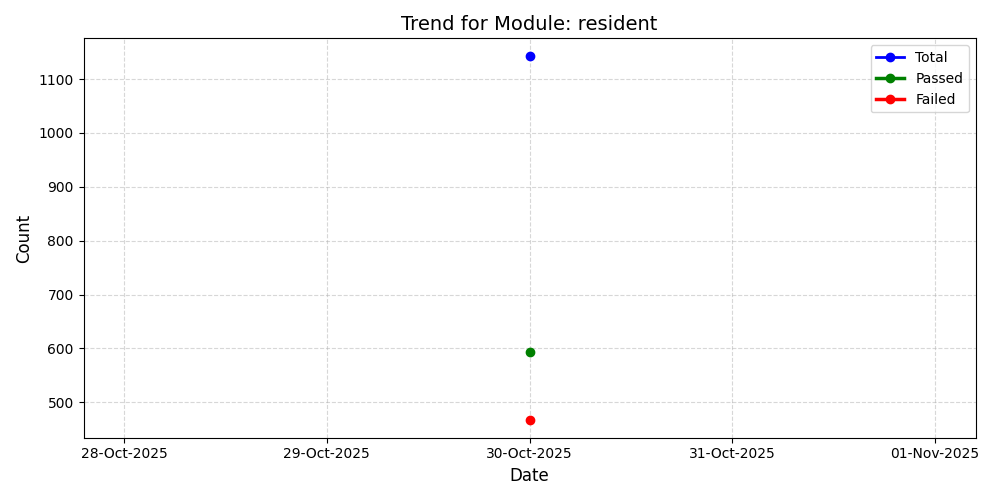 Trend for Module: resident
Total
Passed
Failed
Count
1100
1000
900
800
700
600
500
28-Oct-2025 29-Oct-2025 30-Oct-2025 31-Oct-2025 01-Nov-2025
Date